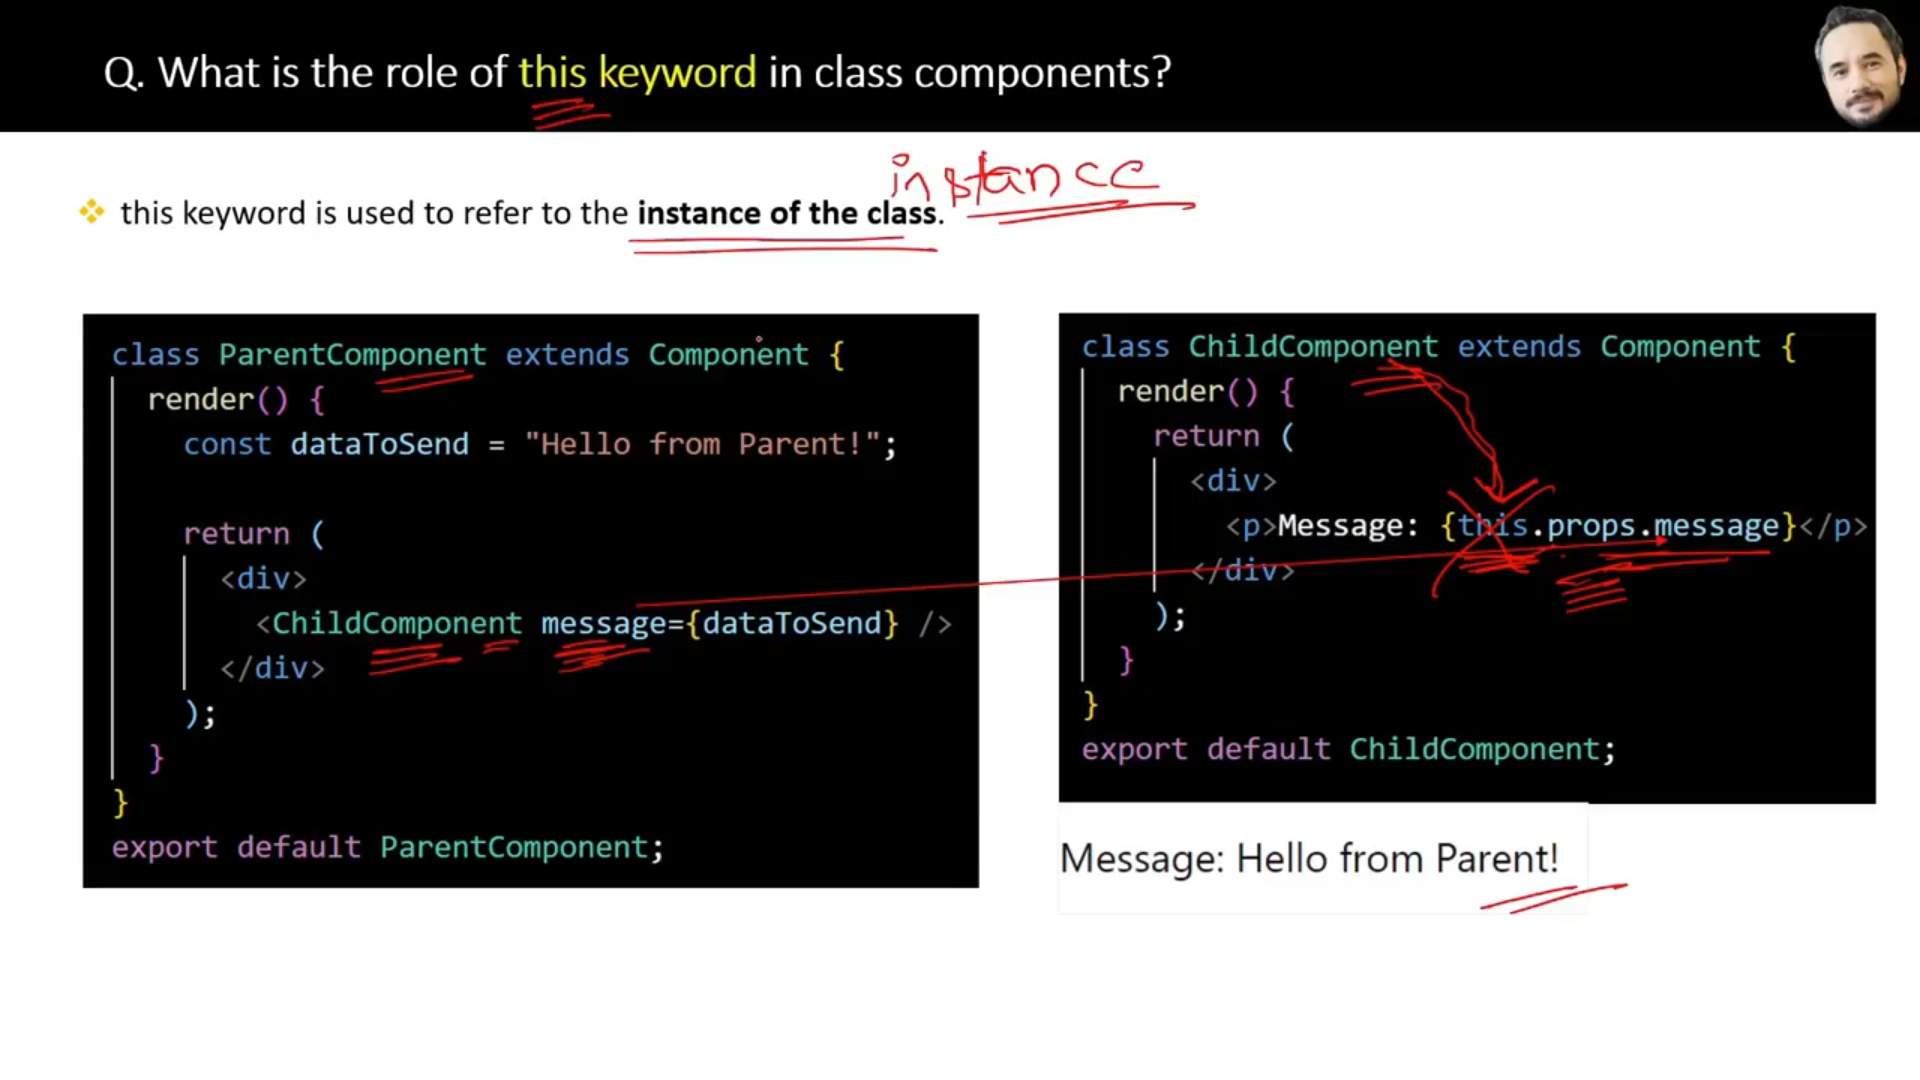 Q. What is the role of this keyword in class components?
instance
❖ this keyword is used to refer to the instance of the class.
class ParentComponent extends Component {
render() {
const dataToSend = "Hello from Parent!";
return (
<div>
<ChildComponent message={dataToSend} />
</div>
);
}
}
export default ParentComponent;
class ChildComponent extends Component {
render() {
return (
<div>
<p>Message: {this.props.message}</p>
</div>
);
}
}
export default ChildComponent;
Message: Hello from Parent!